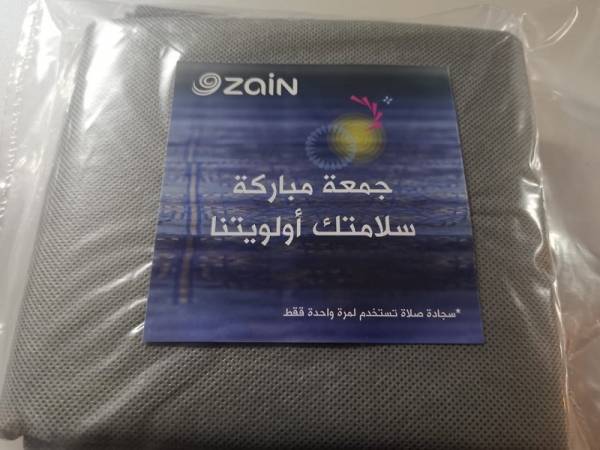 zain
جمعة مباركة
سلامتك أولويتنا
*سجادة صلاة تستخدم لمرة واحدة فقط